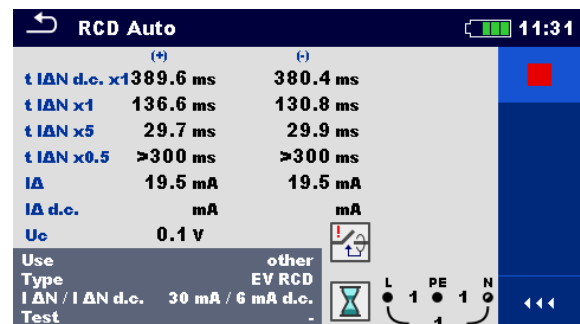 RCD Auto 11:31
(+) (-)
t IΔN d.c. x1 389.6 ms 380.4 ms
t IΔN x1 136.6 ms 130.8 ms
t IΔN x5 29.7 ms 29.9 ms
t IΔN x0.5 >300 ms >300 ms
IΔ 19.5 mA 19.5 mA
IΔ d.c. mA mA
Uc 0.1 V
Use other
Type EV RCD
I ΔN / I ΔN d.c. 30 mA / 6 mA d.c.
Test -
L PE N
1 1
1